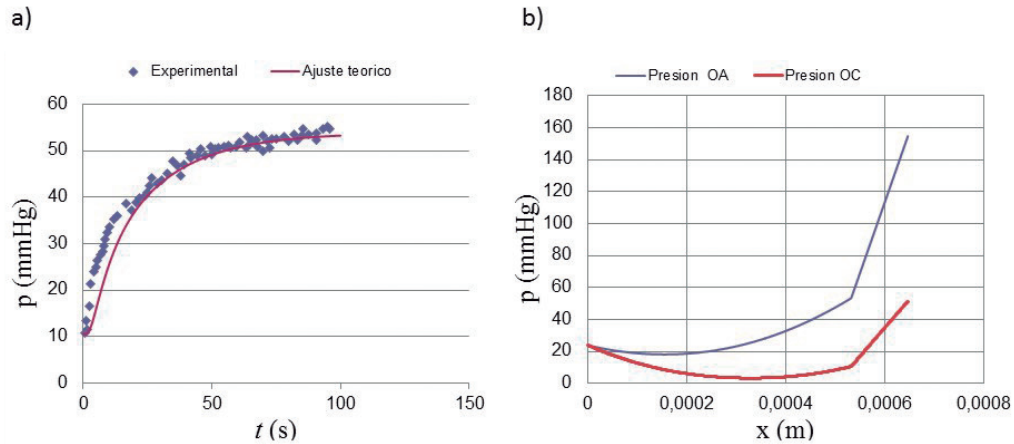 a)
Experimental
Ajuste teorico
60
50
40
30
20
10
0
p (mmHg)
0
50
100
150
t (s)
b)
Presion OA
Presion OC
180
160
140
120
100
80
60
40
20
0
p (mmHg)
0
0,0002
0,0004
0,0006
0,0008
x (m)